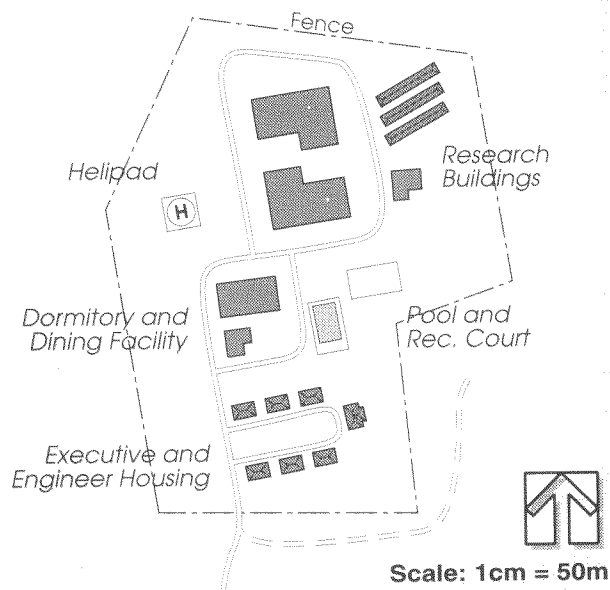 Fence
Helipad
H
Research
Buildings
Dormitory and
Dining Facility
Pool and
Rec. Court
Executive and
Engineer Housing
Scale: 1cm = 50m